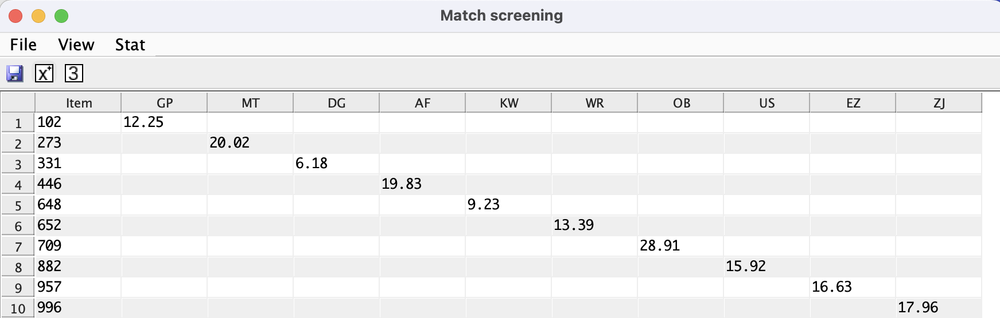 Match screening
File View Stat
x+ 3
Item GP MT DG AF KW WR OB US EZ ZJ
1 102 12.25
2 273 20.02
3 331 6.18
4 446 19.83
5 648 9.23
6 652 13.39
7 709 28.91
8 882 15.92
9 957 16.63
10 996 17.96